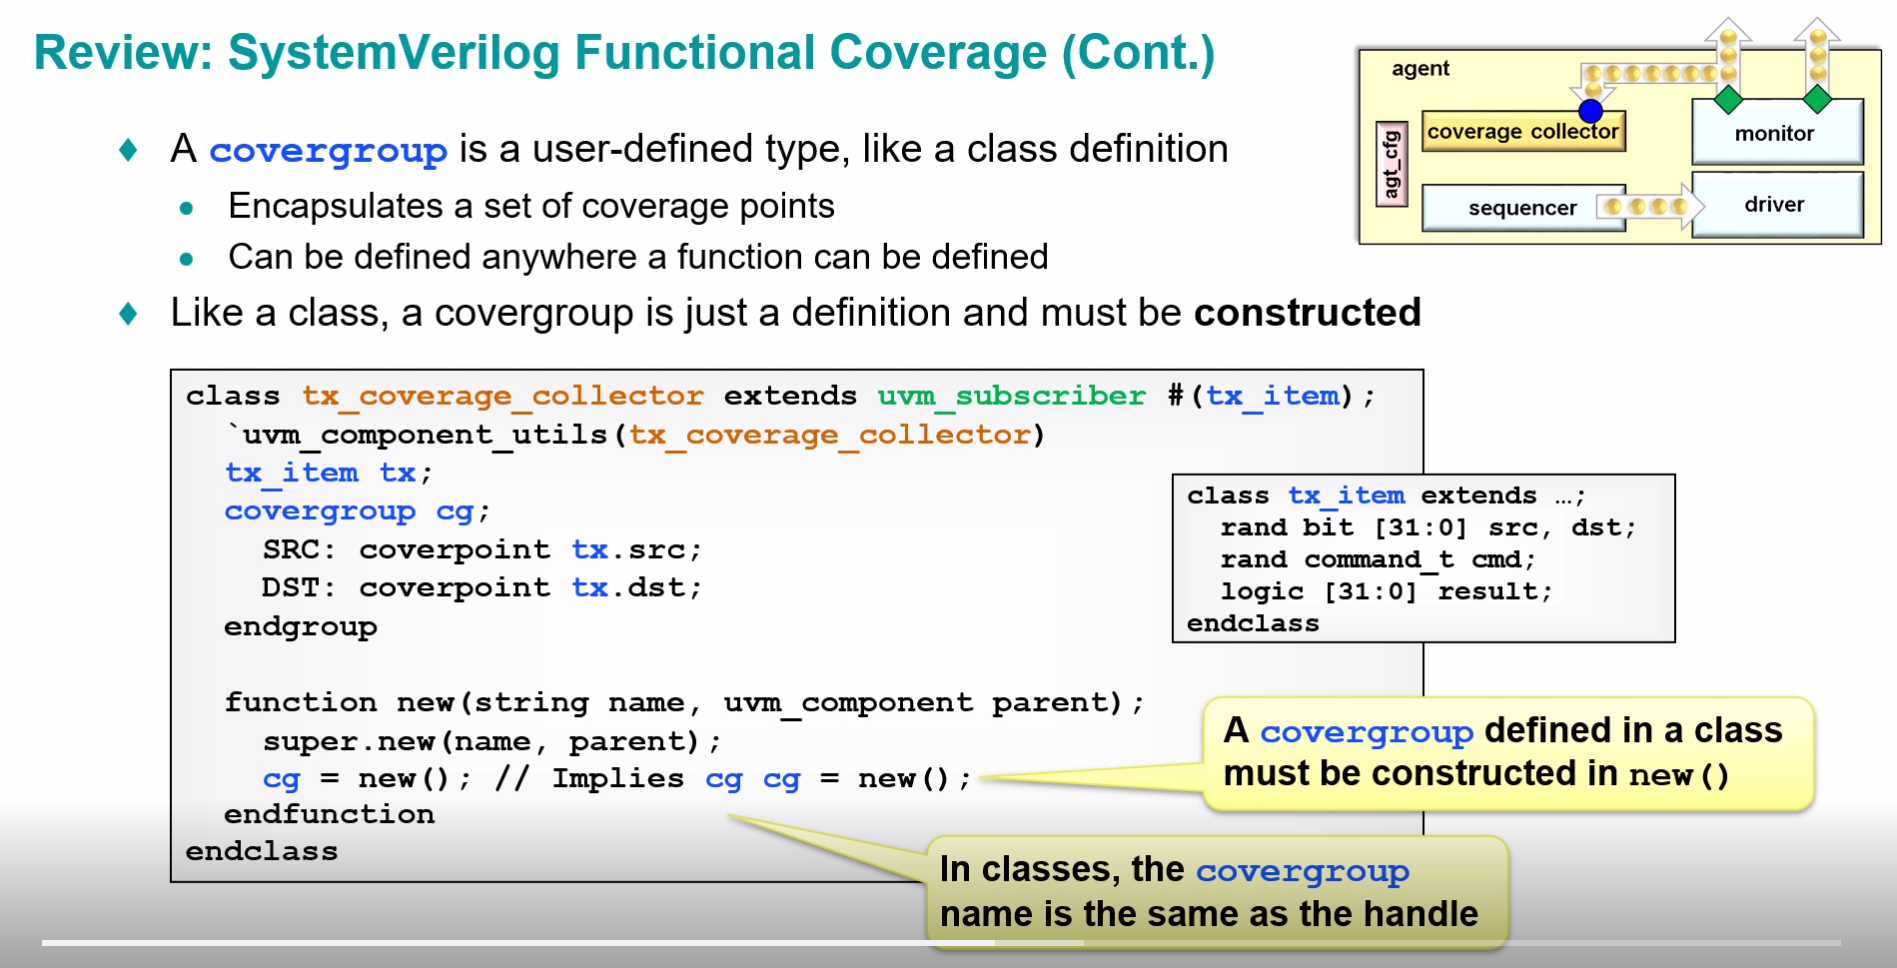 Review: SystemVerilog Functional Coverage (Cont.)
agent
coverage collector
monitor
agt_cfg
sequencer
driver
A covergroup is a user-defined type, like a class definition
Encapsulates a set of coverage points
Can be defined anywhere a function can be defined
Like a class, a covergroup is just a definition and must be constructed
class tx_coverage_collector extends uvm_subscriber #(tx_item);
`uvm_component_utils(tx_coverage_collector)
tx_item tx;
covergroup cg;
SRC: coverpoint tx.src;
DST: coverpoint tx.dst;
endgroup
function new(string name, uvm_component parent);
super.new(name, parent);
cg = new(); // Implies cg cg = new();
endfunction
endclass
class tx_item extends …;
rand bit [31:0] src, dst;
rand command_t cmd;
logic [31:0] result;
endclass
A covergroup defined in a class
must be constructed in new()
In classes, the covergroup
name is the same as the handle